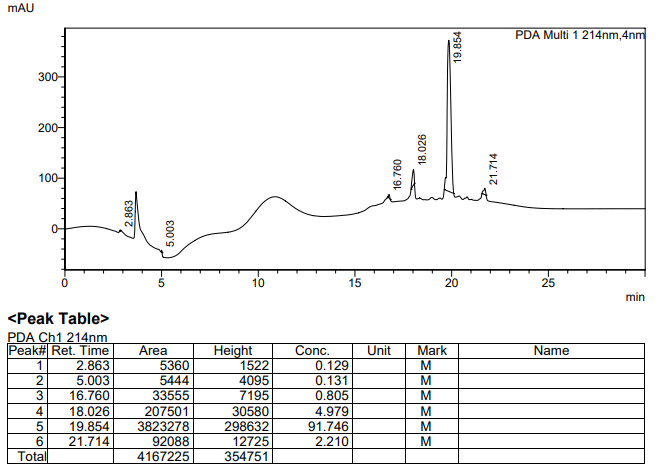 mAU
PDA Multi 1 214nm,4nm
300
200
100
0
2.863
5.003
16.760
18.026
19.854
21.714
0 5 10 15 20 25
min
<Peak Table>
PDA Ch1 214nm
Peak# Ret. Time Area Height Conc. Unit Mark Name
1 2.863 5360 1522 0.129 M
2 5.003 5444 4095 0.131 M
3 16.760 33555 7195 0.805 M
4 18.026 207501 30580 4.979 M
5 19.854 3823278 298632 91.746 M
6 21.714 92088 12725 2.210 M
Total 4167225 354751